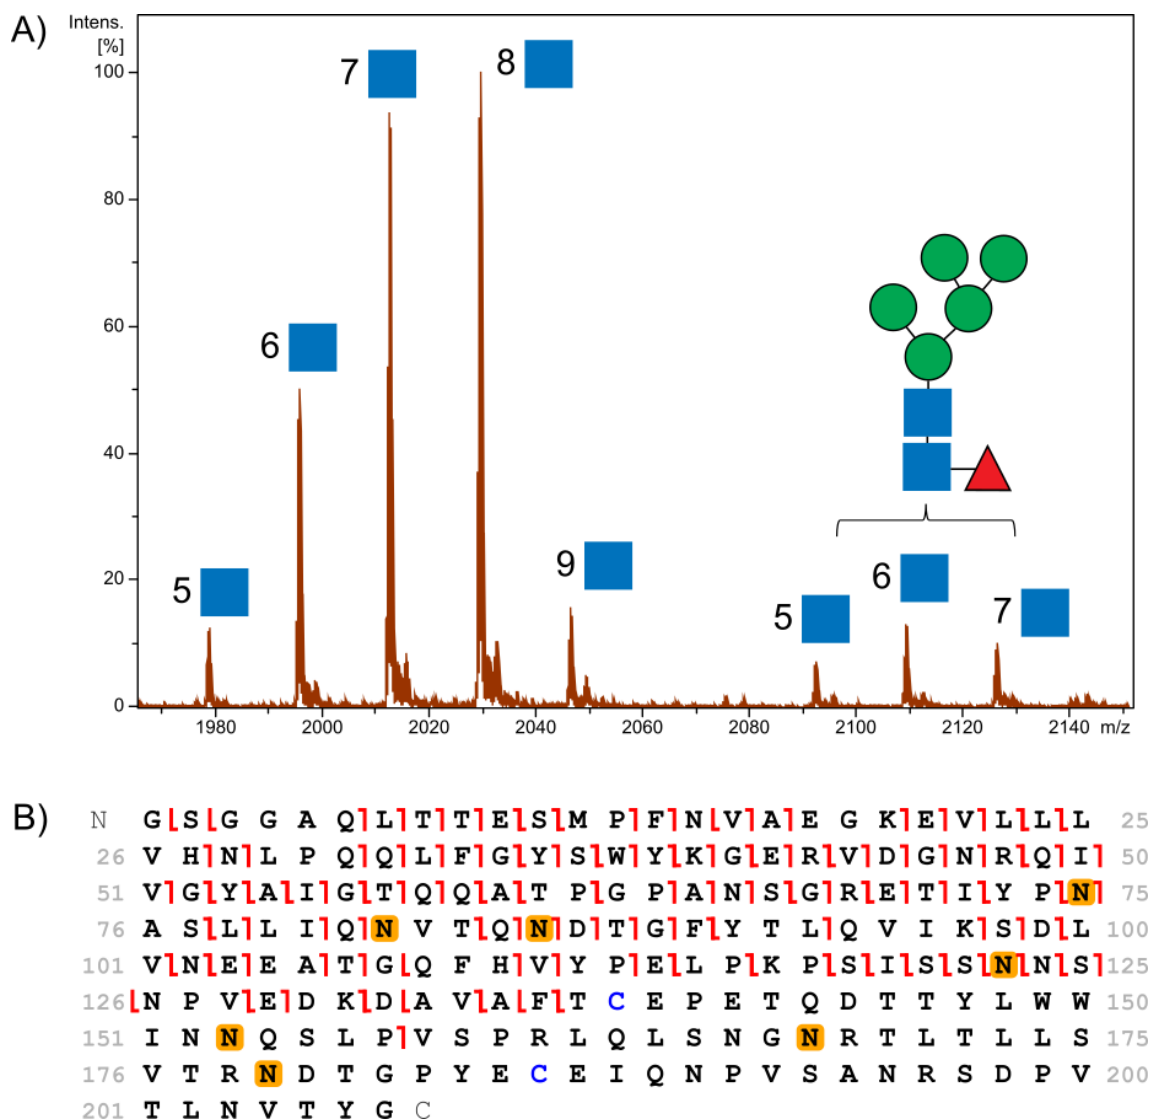 A)
Intens.
[%]
100
80
60
40
20
0
5
6
7
8
9
5
6
7
1980 2000 2020 2040 2060 2080 2100 2120 2140 m/z
B)
N G S G G A Q L T T E S M P F N V A E G K E V L L L 25
26 V H N L P Q Q L F G Y S W Y K G E R V D G N R Q I 50
51 V G Y A I G T Q Q A T P G P A N S G R E T I Y P N 75
76 A S L L I Q N V T Q N D T G F Y T L Q V I K S D L 100
101 V N E E A T G Q F H V Y P E L P K P S I S S N N S 125
126 N P V E D K D A V A F T C E P E T Q D T T Y L W W 150
151 I N N Q S L P V S P R L Q L S N G N R T L T L L S 175
176 V T R N D T G P Y E C E I Q N P V S A N R S D P V 200
201 T L N V T Y G C